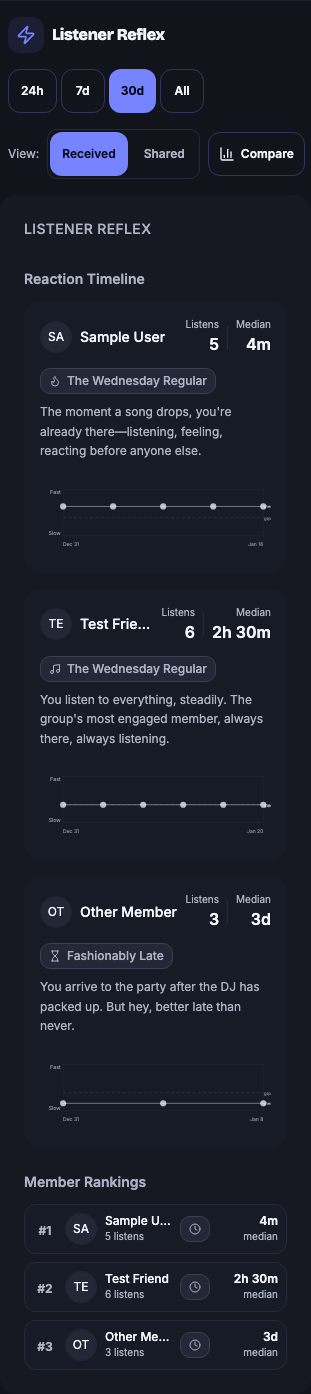 Listener Reflex
24h 7d 30d All
View: Received Shared Compare
LISTENER REFLEX
Reaction Timeline
Listens Median
SA Sample User 5 4m
The Wednesday Regular
The moment a song drops, you're
already there—listening, feeling,
reacting before anyone else.
Fast
Slow
Dec 31 Jan 16
Listens Median
TE Test Frie... 6 2h 30m
The Wednesday Regular
You listen to everything, steadily. The
group's most engaged member, always
there, always listening.
Fast
Slow
Dec 31 Jan 20
Listens Median
OT Other Member 3 3d
Fashionably Late
You arrive to the party after the DJ has
packed up. But hey, better late than
never.
Fast
Slow
Dec 31 Jan 8
Member Rankings
#1 SA Sample U... 4m
5 listens median
#2 TE Test Friend 2h 30m
6 listens median
#3 OT Other Me... 3d
3 listens median